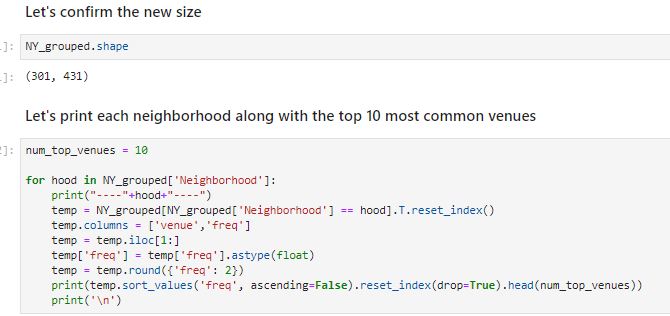 Let's confirm the new size
]: NY_grouped.shape
]: (301, 431)
Let's print each neighborhood along with the top 10 most common venues
]: num_top_venues = 10
for hood in NY_grouped['Neighborhood']:
    print("----"+hood+"----")
    temp = NY_grouped[NY_grouped['Neighborhood'] == hood].T.reset_index()
    temp.columns = ['venue','freq']
    temp = temp.iloc[1:]
    temp['freq'] = temp['freq'].astype(float)
    temp = temp.round({'freq': 2})
    print(temp.sort_values('freq', ascending=False).reset_index(drop=True).head(num_top_venues))
    print('\n')